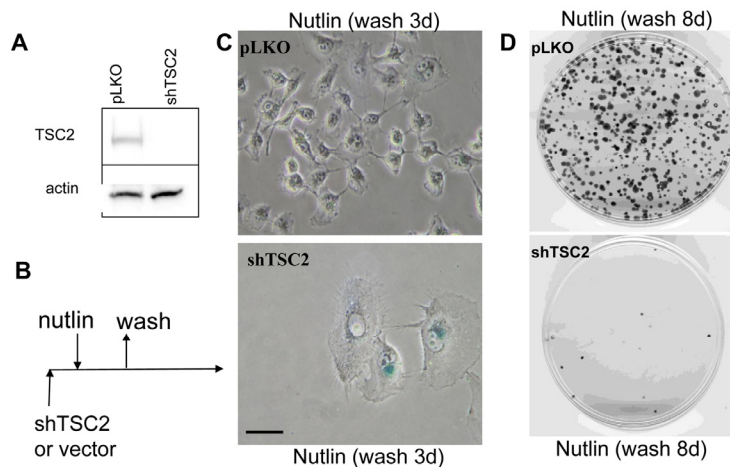 A
pLKO
shTSC2
TSC2
actin
B
nutlin
wash
shTSC2
or vector
C
Nutlin (wash 3d)
pLKO
shTSC2
Nutlin (wash 3d)
D
Nutlin (wash 8d)
pLKO
shTSC2
Nutlin (wash 8d)